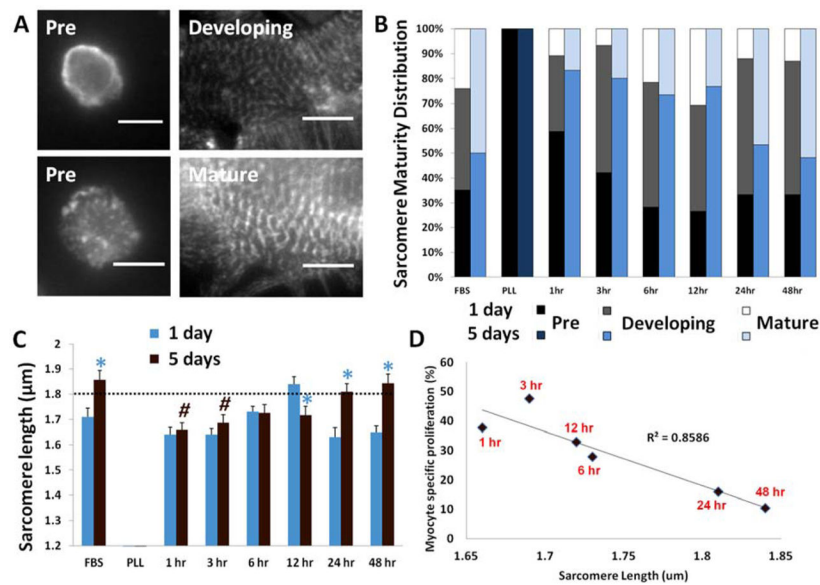 A
Pre
Developing
Pre
Mature
B
Sarcomere Maturity Distribution
100%
90%
80%
70%
60%
50%
40%
30%
20%
10%
0%
FBS PLL 1hr 3hr 6hr 12hr 24hr 48hr
1 day
5 days
Pre
Developing
Mature
C
1 day
5 days
Sarcomere length (µm)
2
1.9
1.8
1.7
1.6
1.5
1.4
1.3
1.2
* # # * * *
FBS PLL 1 hr 3 hr 6 hr 12 hr 24 hr 48 hr
D
Myocyte specific proliferation (%)
60
50
40
30
20
10
0
3 hr
1 hr
12 hr
6 hr
R² = 0.8586
24 hr
48 hr
1.65 1.7 1.75 1.8 1.85
Sarcomere Length (um)